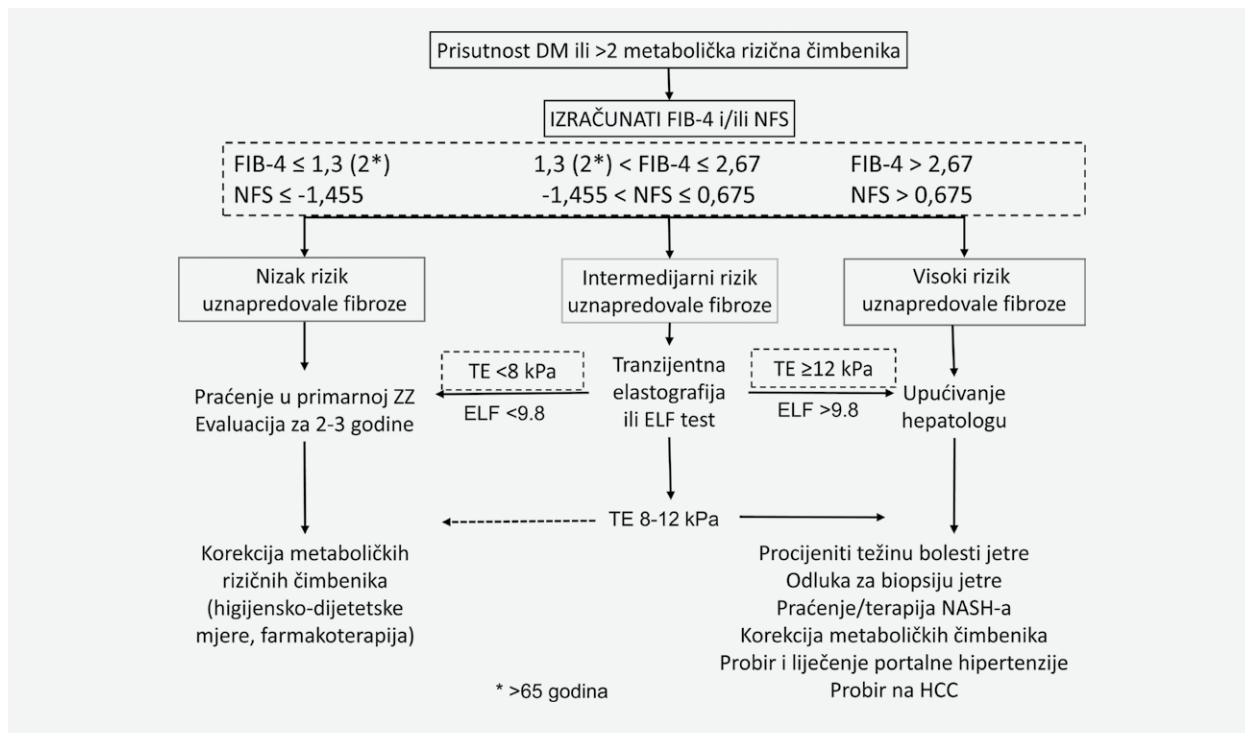 Prisutnost DM ili >2 metabolička rizična čimbenika
IZRAČUNATI FIB-4 i/ili NFS
FIB-4 ≤ 1,3 (2*)
1,3 (2*) < FIB-4 ≤ 2,67
FIB-4 > 2,67
NFS ≤ -1,455
-1,455 < NFS ≤ 0,675
NFS > 0,675
Nizak rizik
uznapredovale fibroze
Intermedijarni rizik
uznapredovale fibroze
Visoki rizik
uznapredovale fibroze
Praćenje u primarnoj ZZ
Evaluacija za 2-3 godine
TE <8 kPa
ELF <9.8
Tranzijentna
elastografija
ili ELF test
TE ≥12 kPa
ELF >9.8
Upućivanje
hepatologu
TE 8-12 kPa
Korekcija metaboličkih
rizičnih čimbenika
(higijensko-dijetetske
mjere, farmakoterapija)
Procijeniti težinu bolesti jetre
Odluka za biopsiju jetre
Praćenje/terapija NASH-a
Korekcija metaboličkih čimbenika
Probir i liječenje portalne hipertenzije
Probir na HCC
* >65 godina